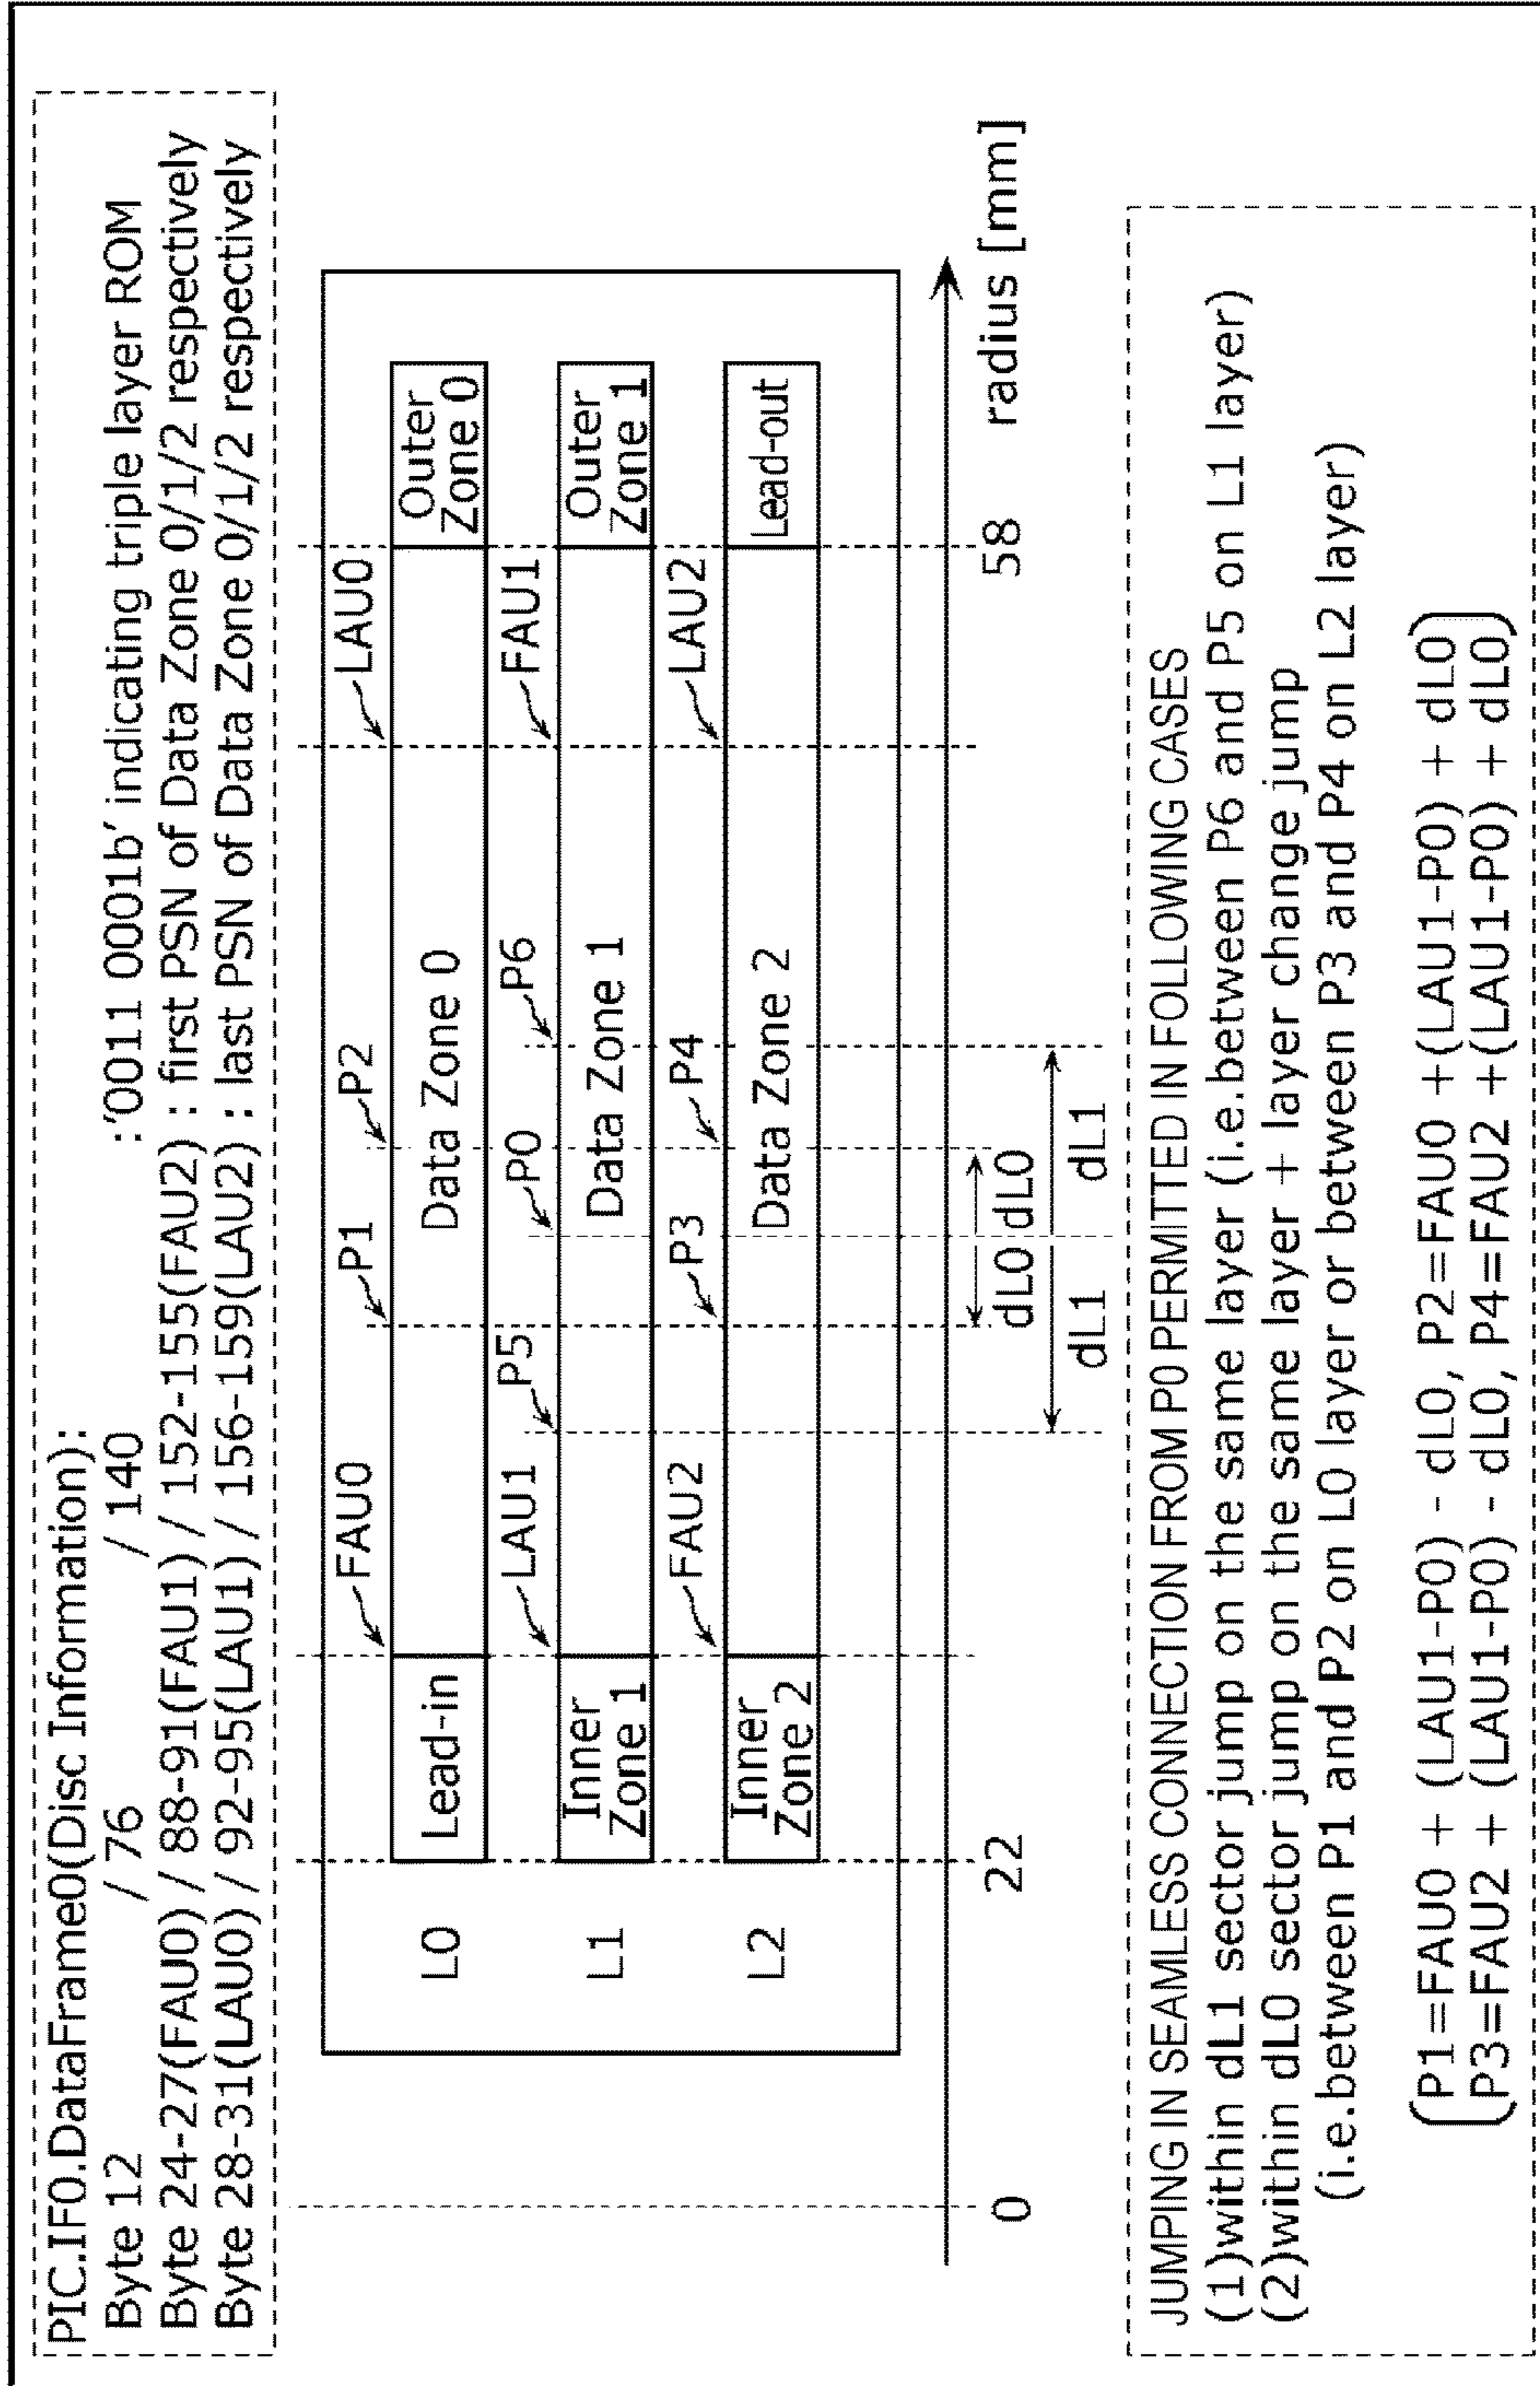 PIC.IF0.DataFrame0(Disc Information):
Byte 12 / 76 / 140 :'0011 0001b' indicating triple layer ROM
Byte 24-27(FAU0) / 88-91(FAU1) / 152-155(FAU2) : first PSN of Data Zone 0/1/2 respectively
Byte 28-31(LAU0) / 92-95(LAU1) / 156-159(LAU2) : last PSN of Data Zone 0/1/2 respectively
FAU0 P1 P2 LAU0
L0 Lead-in Data Zone 0 Outer Zone 0
LAU1 P5 P0 P6 FAU1
L1 Inner Zone 1 Data Zone 1 Outer Zone 1
FAU2 P3 P4 LAU2
L2 Inner Zone 2 Data Zone 2 Lead-out
0 22 58 radius [mm]
dL0 dL0
dL1 dL1
JUMPING IN SEAMLESS CONNECTION FROM P0 PERMITTED IN FOLLOWING CASES
(1)within dL1 sector jump on the same layer (i.e.between P6 and P5 on L1 layer)
(2)within dL0 sector jump on the same layer + layer change jump
(i.e.between P1 and P2 on L0 layer or between P3 and P4 on L2 layer)
P1=FAU0 + (LAU1-P0) - dL0, P2=FAU0 +(LAU1-P0) + dL0
P3=FAU2 + (LAU1-P0) - dL0, P4=FAU2 +(LAU1-P0) + dL0